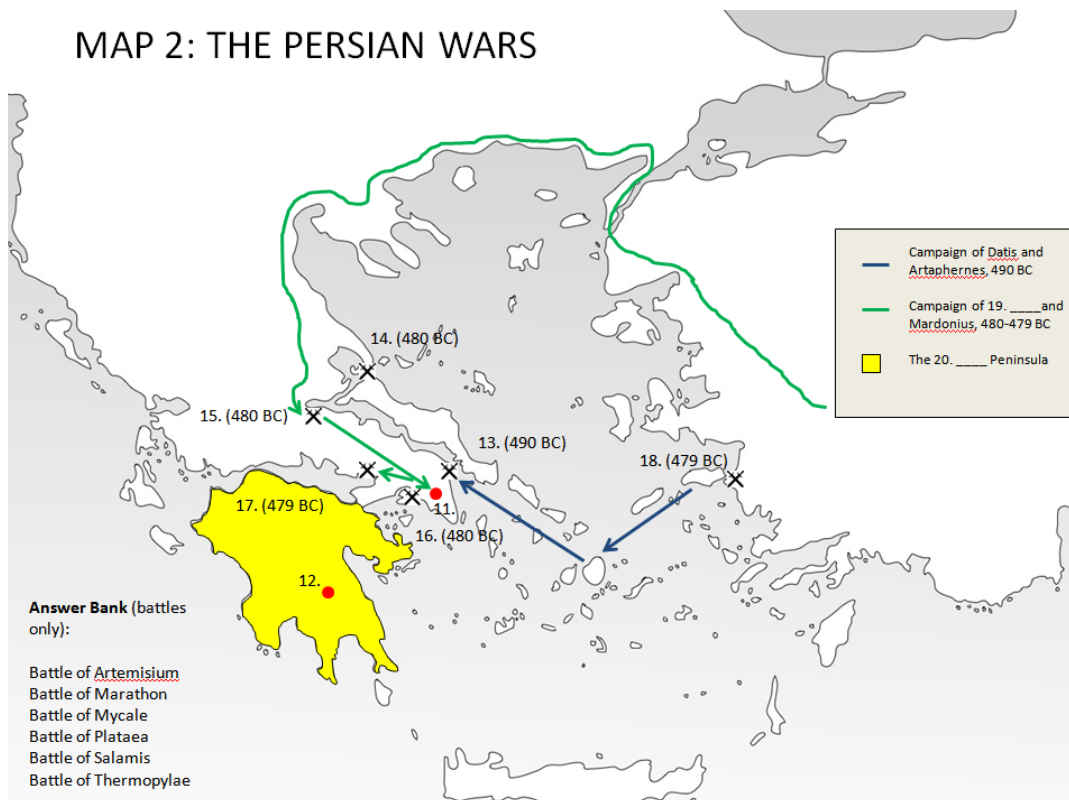 MAP 2: THE PERSIAN WARS
Campaign of Datis and
Artaphernes, 490 BC
Campaign of 19. ____and
Mardonius, 480-479 BC
The 20. ____ Peninsula
14. (480 BC)
15. (480 BC)
13. (490 BC)
18. (479 BC)
17. (479 BC)
11.
16. (480 BC)
12.
Answer Bank (battles
only):
Battle of Artemisium
Battle of Marathon
Battle of Mycale
Battle of Plataea
Battle of Salamis
Battle of Thermopylae